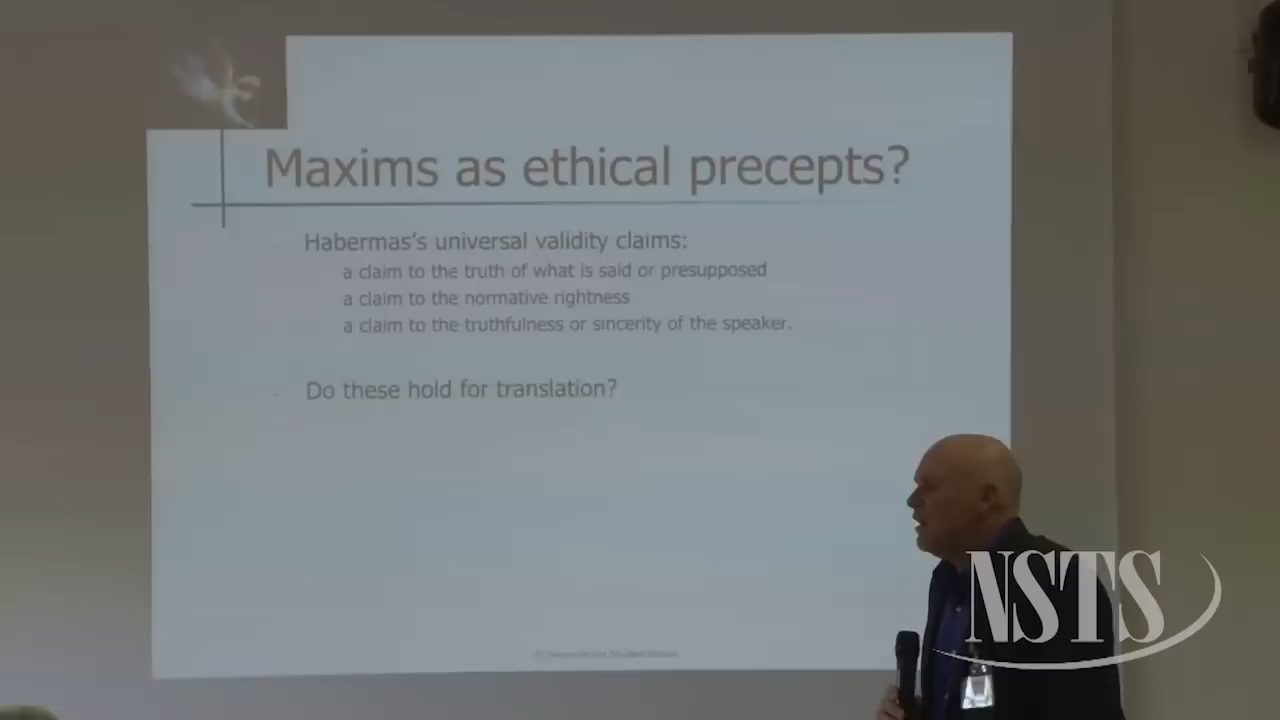 Maxims as ethical precepts?
Habermas's universal validity claims:
a claim to the truth of what is said or presupposed
a claim to the normative rightness
a claim to the truthfulness or sincerity of the speaker.
Do these hold for translation?
NSTS